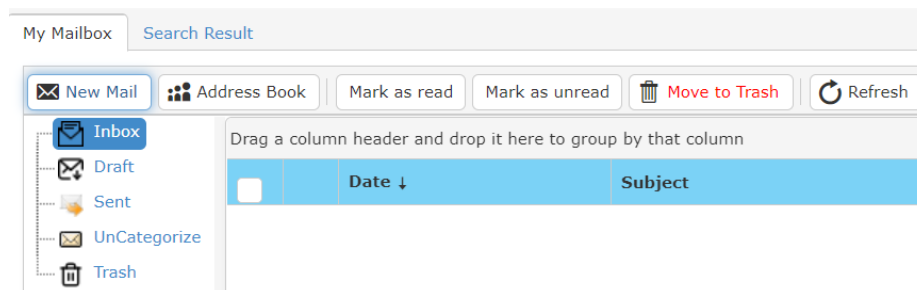 My Mailbox Search Result
New Mail Address Book Mark as read Mark as unread Move to Trash Refresh
Inbox
Draft
Sent
UnCategorize
Trash
Drag a column header and drop it here to group by that column
Date ↓ Subject